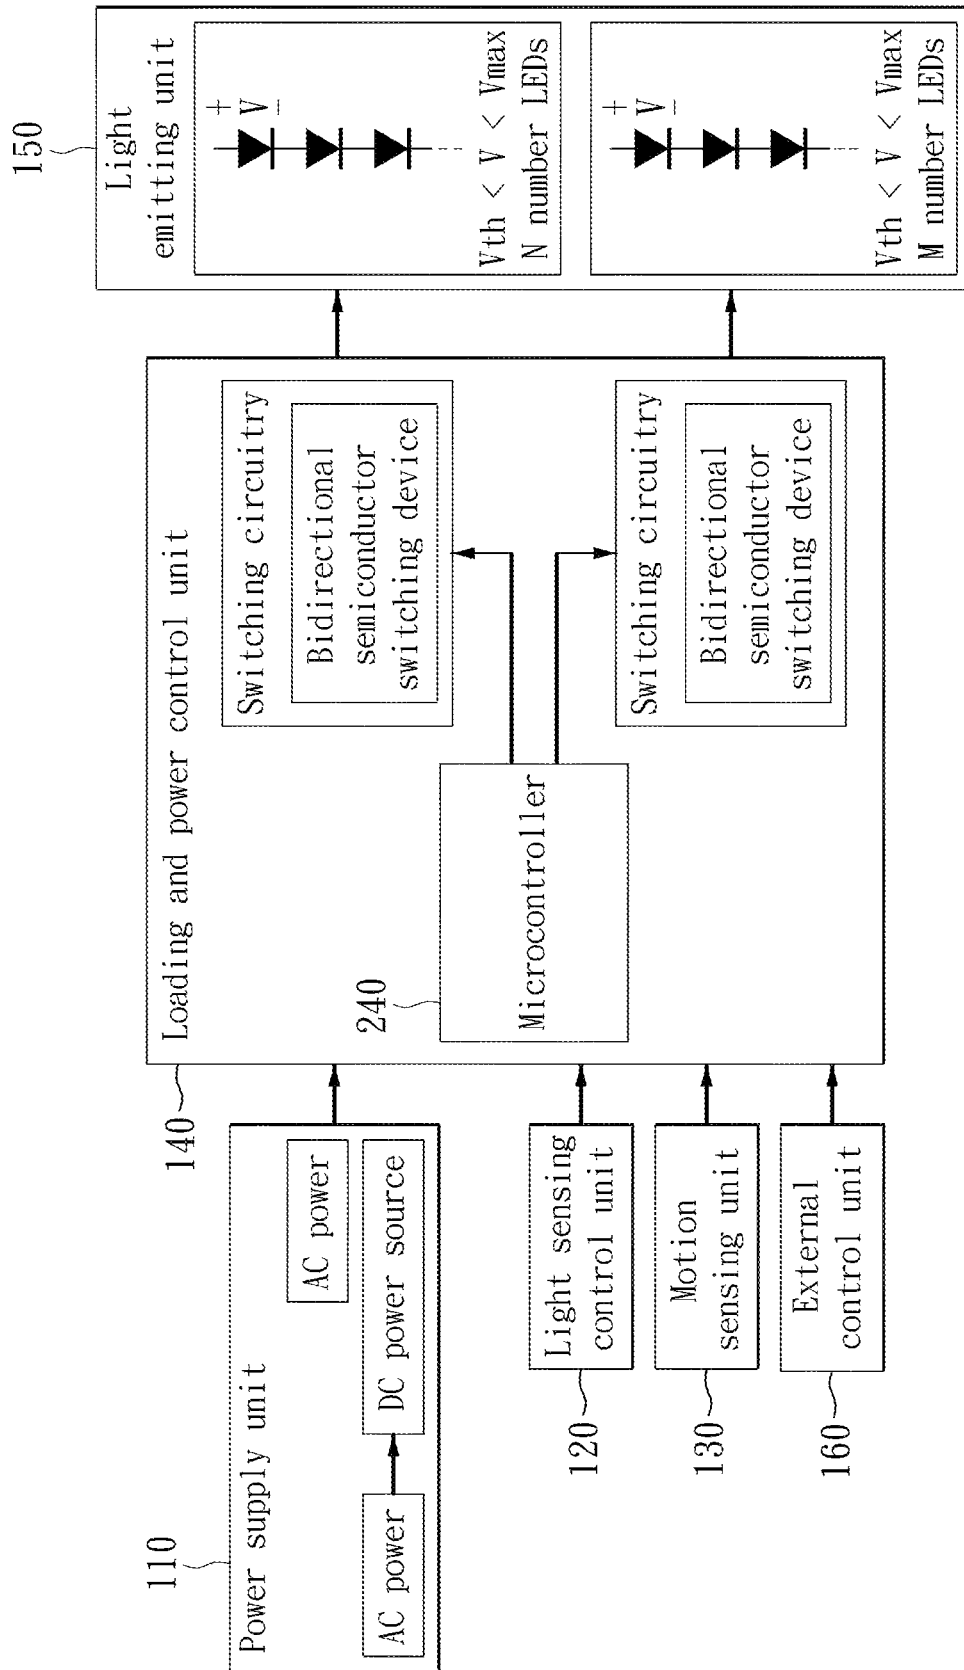 110
Power supply unit
AC power
AC power
DC power source
120
Light sensing
control unit
130
Motion
sensing unit
160
External
control unit
140
Loading and power control unit
240
Microcontroller
Switching circuitry
Bidirectional
semiconductor
switching device
Switching circuitry
Bidirectional
semiconductor
switching device
150
Light
emitting unit
+
V
−
Vth < V < Vmax
N number LEDs
+
V
−
Vth < V < Vmax
M number LEDs